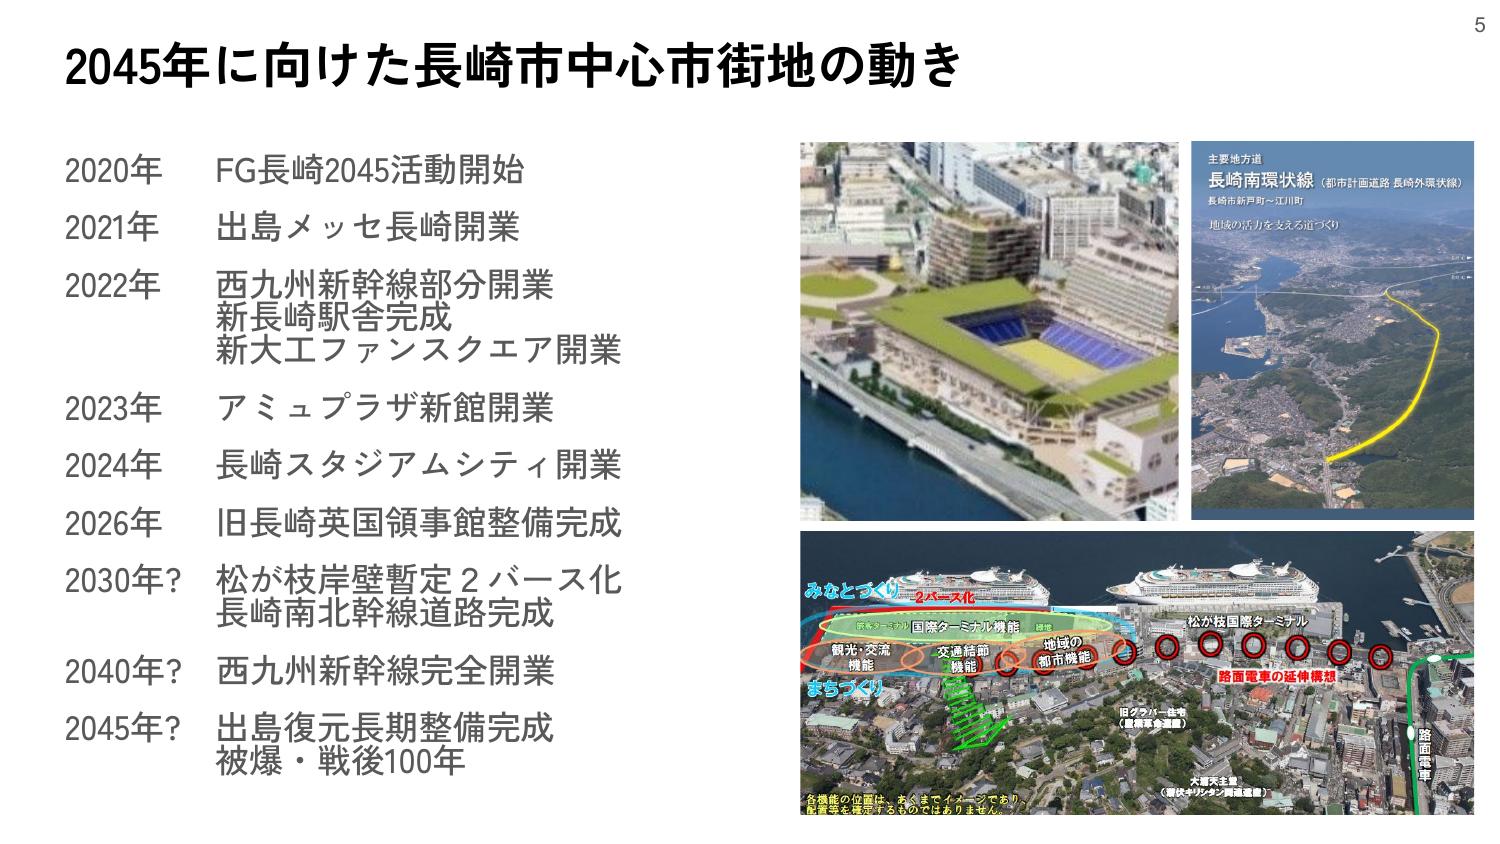 5
2045年に向けた長崎市中心市街地の動き
2020年 FG長崎2045活動開始
2021年 出島メッセ長崎開業
2022年 西九州新幹線部分開業
新長崎駅舎完成
新大工ファンスクエア開業
2023年 アミュプラザ新館開業
2024年 長崎スタジアムシティ開業
2026年 旧長崎英国領事館整備完成
2030年? 松が枝岸壁暫定２バース化
長崎南北幹線道路完成
2040年? 西九州新幹線完全開業
2045年? 出島復元長期整備完成
被爆・戦後100年
主要地方道
長崎南環状線（都市計画道路 長崎外環状線）
長崎市新戸町～江川町
地域の活力を支える道づくり
みなとづくり
2バース化
旅客ターミナル 国際ターミナル機能 緑地
松が枝国際ターミナル
観光・交流
機能
交通結節
機能
地域の
都市機能
路面電車の延伸構想
まちづくり
旧グラバー住宅
（産業革命遺産）
路面電車
大浦天主堂
（潜伏キリシタン関連遺産）
各機能の位置は、あくまでイメージであり、
配置等を確定するものではありません。